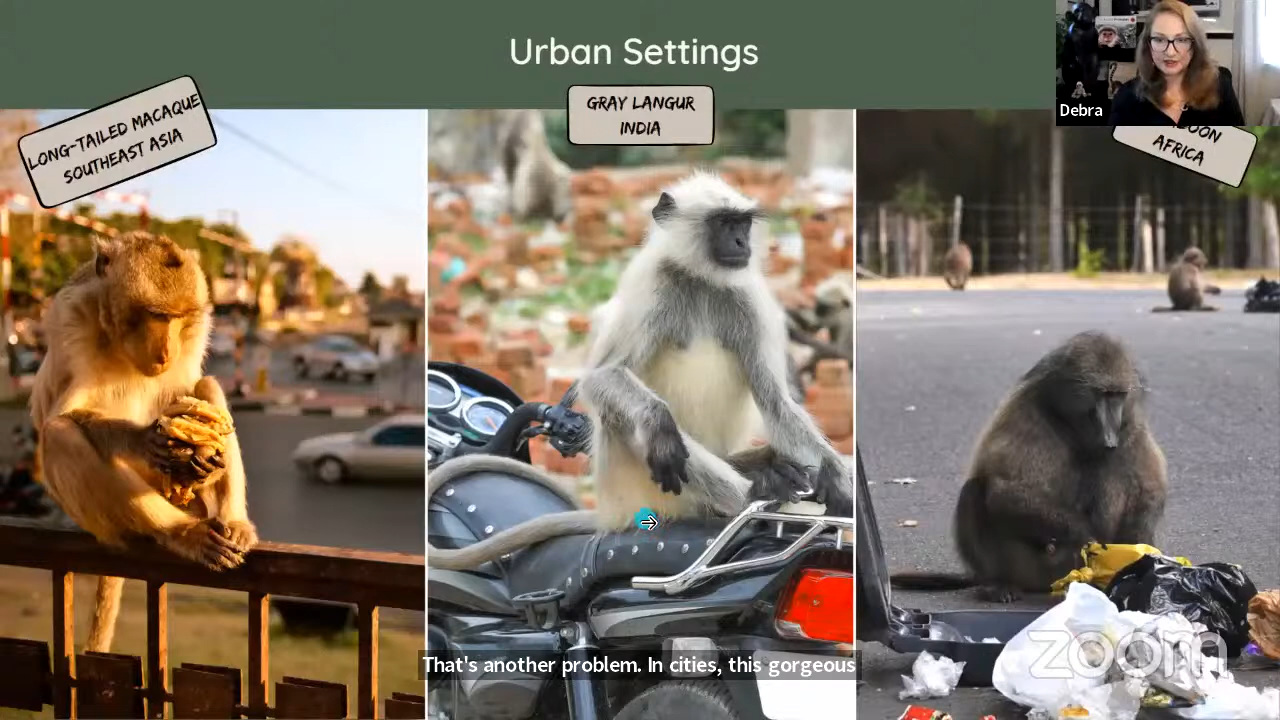 Urban Settings
LONG-TAILED MACAQUE
SOUTHEAST ASIA
GRAY LANGUR
INDIA
AFRICA
Debra
That's another problem. In cities, this gorgeous
zoom